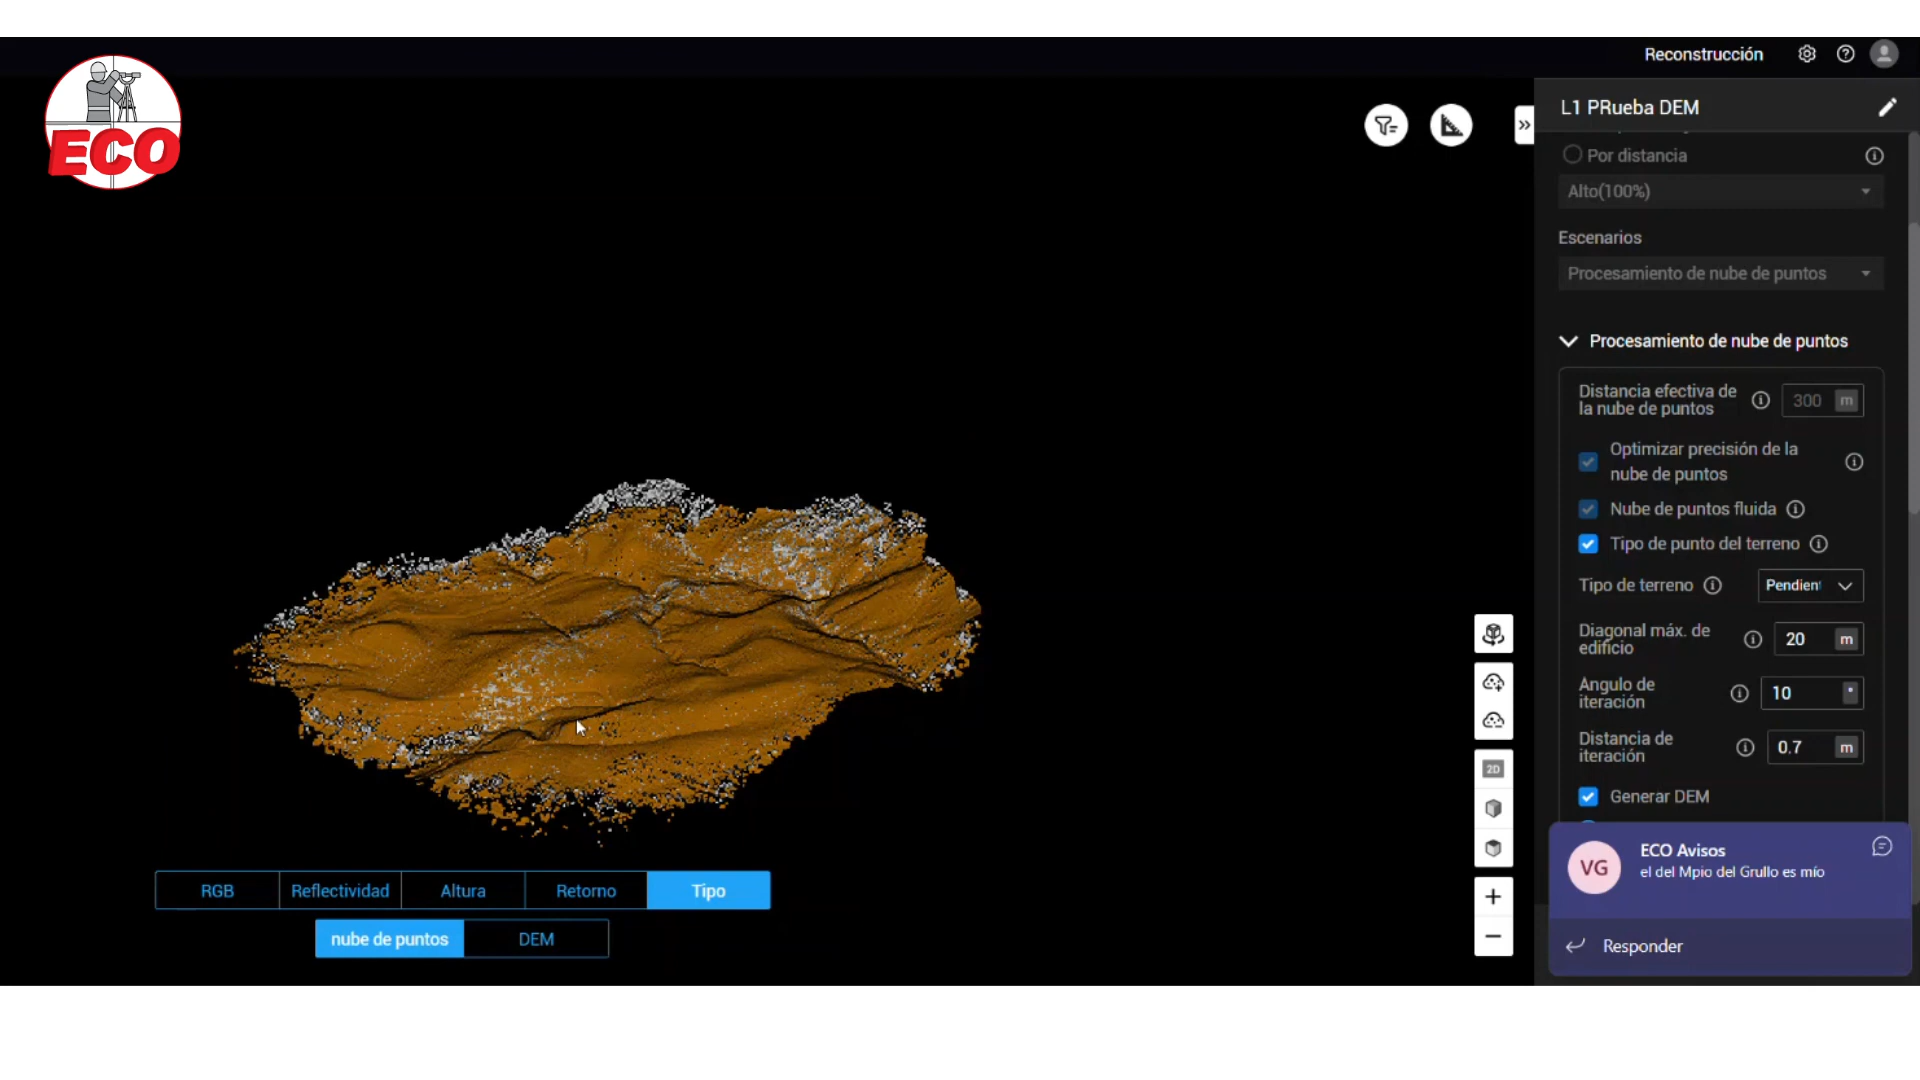 ECO
Reconstrucción
L1 PRueba DEM
Por distancia
Alto(100%)
Escenarios
Procesamiento de nube de puntos
Procesamiento de nube de puntos
Distancia efectiva de
la nube de puntos
300 m
Optimizar precisión de la
nube de puntos
Nube de puntos fluida
Tipo de punto del terreno
Tipo de terreno
Pendient
Diagonal máx. de
edificio
20 m
Angulo de
iteración
10 °
Distancia de
iteración
0.7 m
Generar DEM
VG
ECO Avisos
el del Mpio del Grullo es mío
Responder
2D
RGB Reflectividad Altura Retorno Tipo
nube de puntos DEM